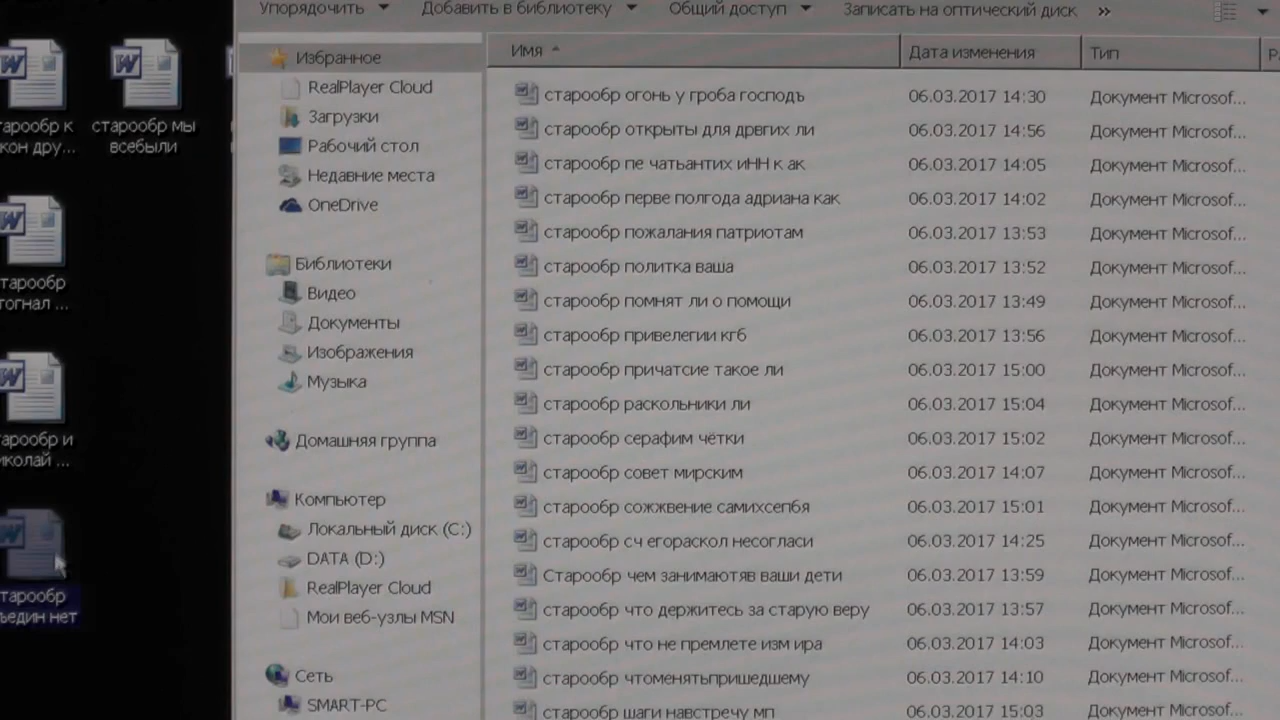 Упорядочить Добавить в библиотеку Общий доступ Записать на оптический диск »
старообр мы
всебыли
кон дру...
старообр
тогнал ...
старообр и
иколай ...
старообр
ъедин нет
Избранное
RealPlayer Cloud
Загрузки
Рабочий стол
Недавние места
OneDrive
Библиотеки
Видео
Документы
Изображения
Музыка
Домашняя группа
Компьютер
Локальный диск (C:)
DATA (D:)
RealPlayer Cloud
Мои веб-узлы MSN
Сеть
SMART-PC
Имя Дата изменения Тип
старообр огонь у гроба господъ 06.03.2017 14:30 Документ Microsof...
старообр открыты для дрвгих ли 06.03.2017 14:56 Документ Microsof...
старообр пе чатьантих иНН к ак 06.03.2017 14:05 Документ Microsof...
старообр перве полгода адриана как 06.03.2017 14:02 Документ Microsof...
старообр пожалания патриотам 06.03.2017 13:53 Документ Microsof...
старообр политка ваша 06.03.2017 13:52 Документ Microsof...
старообр помнят ли о помощи 06.03.2017 13:49 Документ Microsof...
старообр привелегии кгб 06.03.2017 13:56 Документ Microsof...
старообр причатсие такое ли 06.03.2017 15:00 Документ Microsof...
старообр раскольники ли 06.03.2017 15:04 Документ Microsof...
старообр серафим чётки 06.03.2017 15:02 Документ Microsof...
старообр совет мирским 06.03.2017 14:07 Документ Microsof...
старообр сожжвение самихсепбя 06.03.2017 15:01 Документ Microsof...
старообр сч егораскол несогласи 06.03.2017 14:25 Документ Microsof...
Старообр чем занимаютяв ваши дети 06.03.2017 13:59 Документ Microsof...
старообр что держитесь за старую веру 06.03.2017 13:57 Документ Microsof...
старообр что не премлете изм ира 06.03.2017 14:03 Документ Microsof...
старообр чтоменятьпришедшему 06.03.2017 14:10 Документ Microsof...
старообр шаги навстречу мп 06.03.2017 15:03 Документ Microsof...